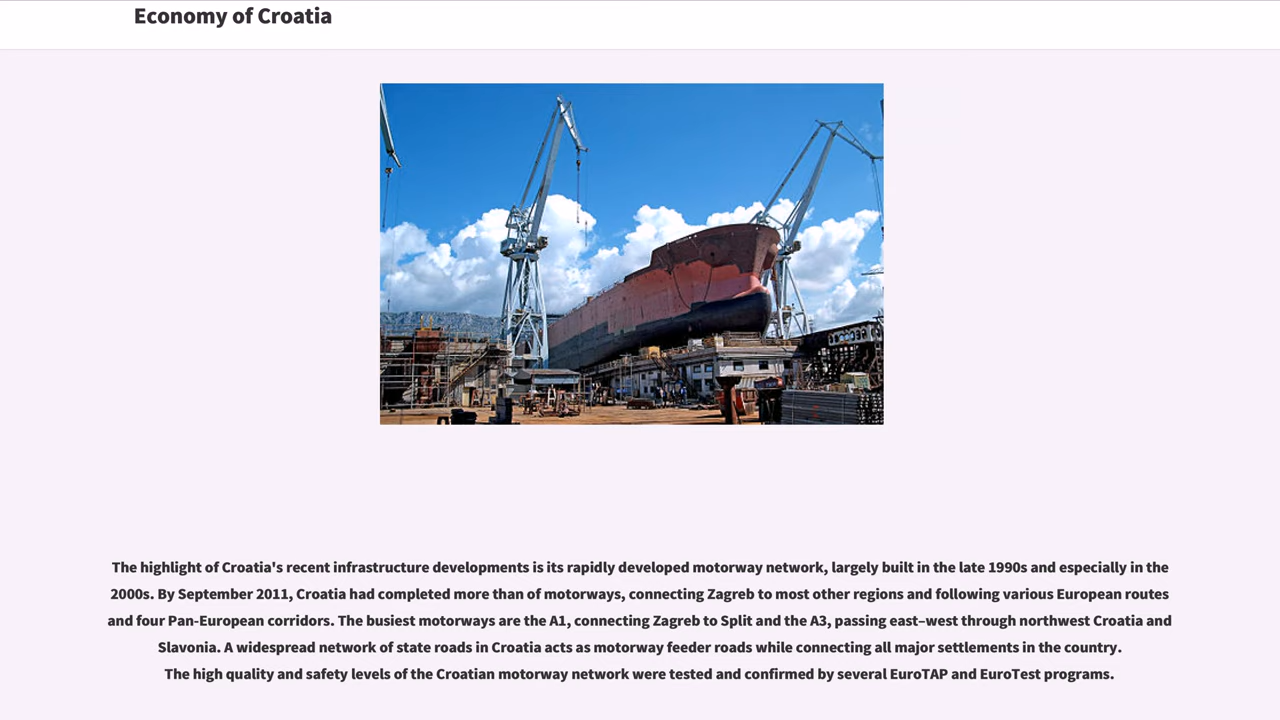 Economy of Croatia
The highlight of Croatia's recent infrastructure developments is its rapidly developed motorway network, largely built in the late 1990s and especially in the
2000s. By September 2011, Croatia had completed more than of motorways, connecting Zagreb to most other regions and following various European routes
and four Pan-European corridors. The busiest motorways are the A1, connecting Zagreb to Split and the A3, passing east–west through northwest Croatia and
Slavonia. A widespread network of state roads in Croatia acts as motorway feeder roads while connecting all major settlements in the country.
The high quality and safety levels of the Croatian motorway network were tested and confirmed by several EuroTAP and EuroTest programs.